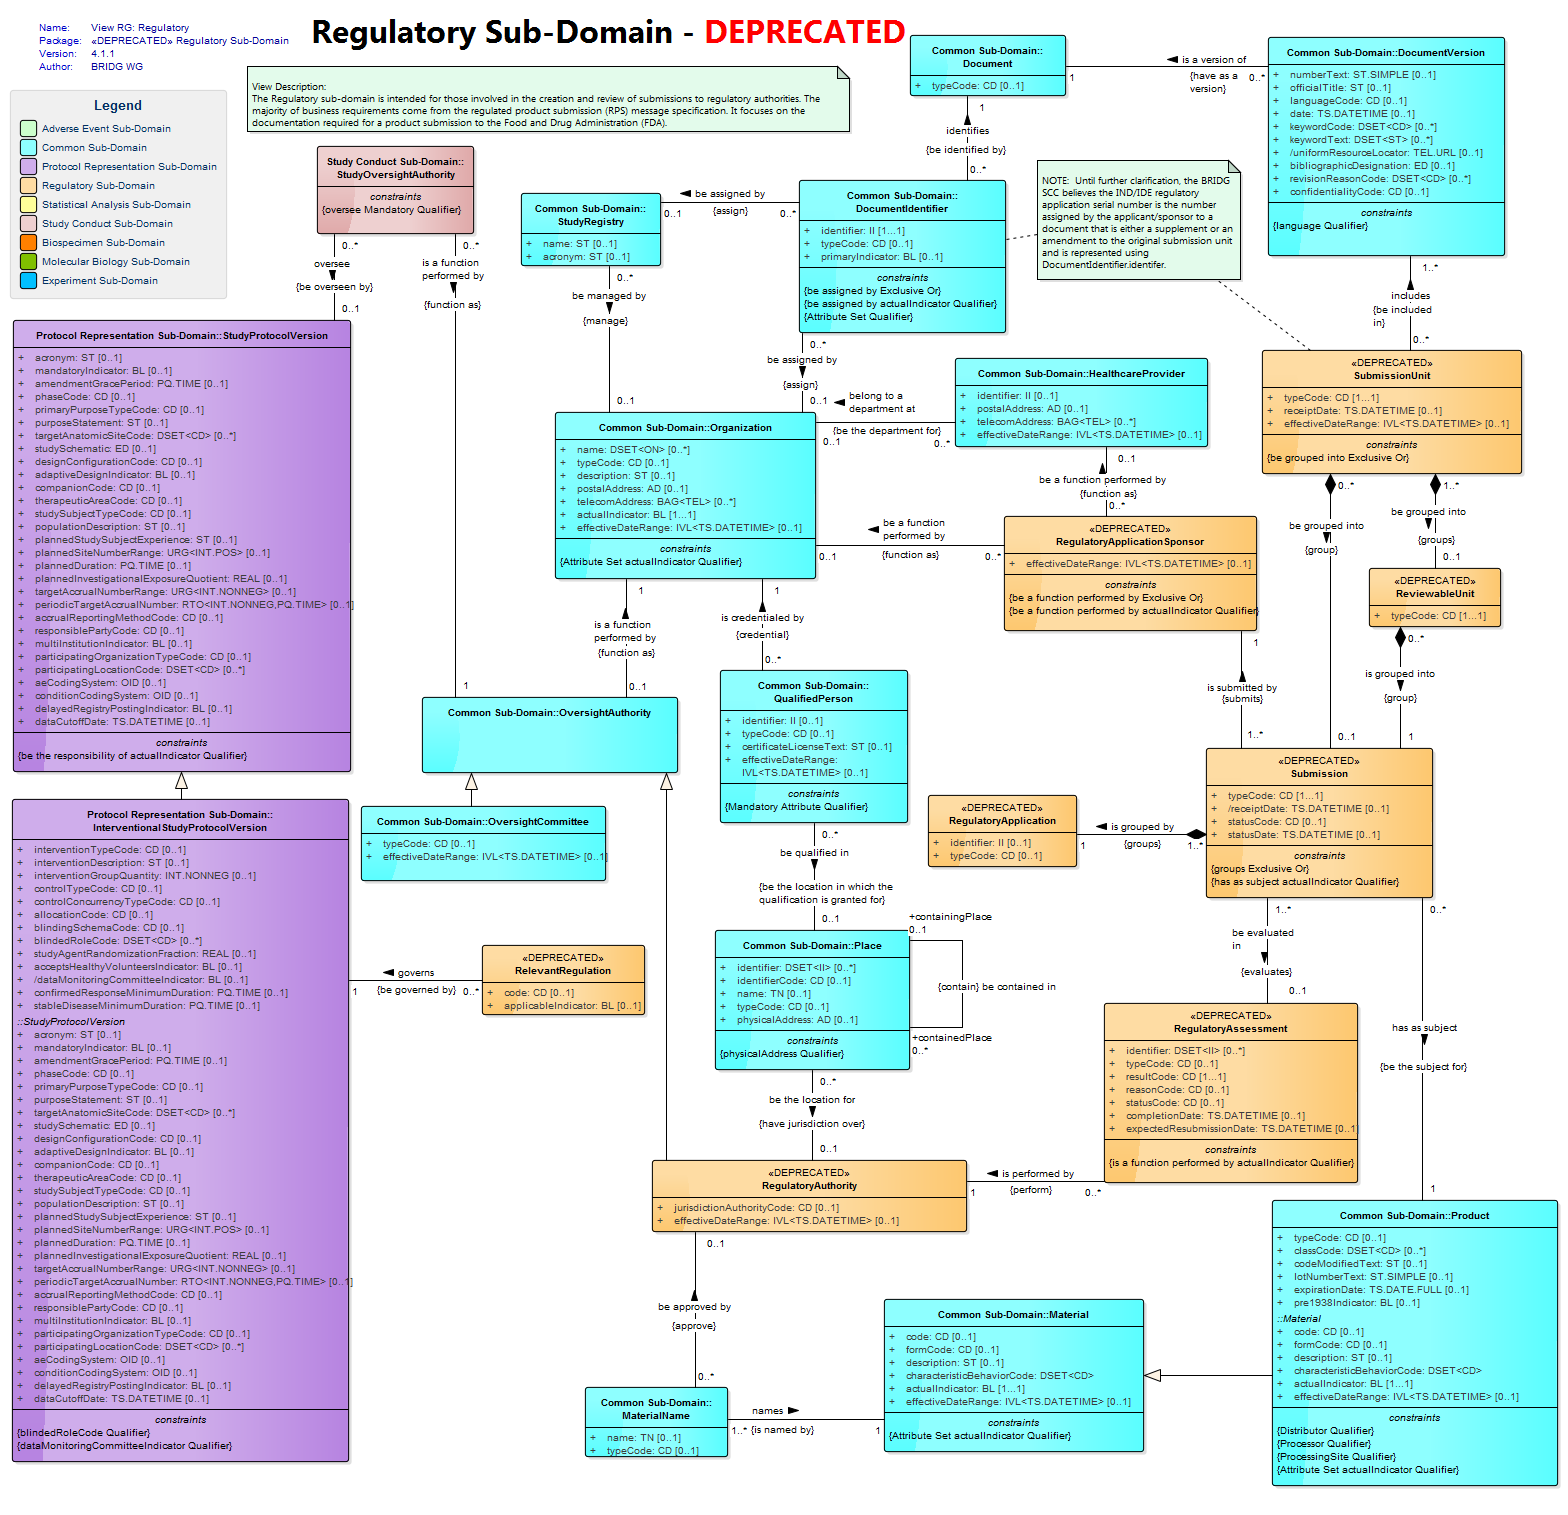 Name: View RG: Regulatory
Package: «DEPRECATED» Regulatory Sub-Domain
Version: 4.1.1
Author: BRIDG WG
Regulatory Sub-Domain - DEPRECATED
View Description:
The Regulatory sub-domain is intended for those involved in the creation and review of submissions to regulatory authorities. The
majority of business requirements come from the regulated product submission (RPS) message specification. It focuses on the
documentation required for a product submission to the Food and Drug Administration (FDA).
Legend
Adverse Event Sub-Domain
Common Sub-Domain
Protocol Representation Sub-Domain
Regulatory Sub-Domain
Statistical Analysis Sub-Domain
Study Conduct Sub-Domain
Biospecimen Sub-Domain
Molecular Biology Sub-Domain
Experiment Sub-Domain
Common Sub-Domain::
Document
+ typeCode: CD [0..1]
is a version of
1
{have as a
version}
0..*
Common Sub-Domain::DocumentVersion
+ numberText: ST.SIMPLE [0..1]
+ officialTitle: ST [0..1]
+ languageCode: CD [0..1]
+ date: TS.DATETIME [0..1]
+ keywordCode: DSET<CD> [0..*]
+ keywordText: DSET<ST> [0..*]
+ /uniformResourceLocator: TEL.URL [0..1]
+ bibliographicDesignation: ED [0..1]
+ revisionReasonCode: DSET<CD> [0..*]
+ confidentialityCode: CD [0..1]
constraints
{language Qualifier}
1
identifies
{be identified by}
0..*
NOTE: Until further clarification, the BRIDG
SCC believes the IND/IDE regulatory
application serial number is the number
assigned by the applicant/sponsor to a
document that is either a supplement or an
amendment to the original submission unit
and is represented using
DocumentIdentifier.identifer.
Study Conduct Sub-Domain::
StudyOversightAuthority
constraints
{oversee Mandatory Qualifier}
0..*
oversee
{be overseen by}
0..1
0..*
is a function
performed by
{function as}
1
Common Sub-Domain::
StudyRegistry
+ name: ST [0..1]
+ acronym: ST [0..1]
be assigned by
0..1
{assign}
0..*
Common Sub-Domain::
DocumentIdentifier
+ identifier: II [1..1]
+ typeCode: CD [0..1]
+ primaryIndicator: BL [0..1]
constraints
{be assigned by Exclusive Or}
{be assigned by actualIndicator Qualifier}
{Attribute Set Qualifier}
0..*
be managed by
{manage}
0..1
0..*
be assigned by
{assign}
0..1
1..*
includes
{be included
in}
0..*
Protocol Representation Sub-Domain::StudyProtocolVersion
+ acronym: ST [0..1]
+ mandatoryIndicator: BL [0..1]
+ amendmentGracePeriod: PQ.TIME [0..1]
+ phaseCode: CD [0..1]
+ primaryPurposeTypeCode: CD [0..1]
+ purposeStatement: ST [0..1]
+ targetAnatomicSiteCode: DSET<CD> [0..*]
+ studySchematic: ED [0..1]
+ designConfigurationCode: CD [0..1]
+ adaptiveDesignIndicator: BL [0..1]
+ companionCode: CD [0..1]
+ therapeuticAreaCode: CD [0..1]
+ studySubjectTypeCode: CD [0..1]
+ populationDescription: ST [0..1]
+ plannedStudySubjectExperience: ST [0..1]
+ plannedSiteNumberRange: URG<INT.POS> [0..1]
+ plannedDuration: PQ.TIME [0..1]
+ plannedInvestigationalExposureQuotient: REAL [0..1]
+ targetAccrualNumberRange: URG<INT.NONNEG> [0..1]
+ periodicTargetAccrualNumber: RTO<INT.NONNEG,PQ.TIME> [0..1]
+ accrualReportingMethodCode: CD [0..1]
+ responsiblePartyCode: CD [0..1]
+ multiInstitutionIndicator: BL [0..1]
+ participatingOrganizationTypeCode: CD [0..1]
+ participatingLocationCode: DSET<CD> [0..*]
+ aeCodingSystem: OID [0..1]
+ conditionCodingSystem: OID [0..1]
+ delayedRegistryPostingIndicator: BL [0..1]
+ dataCutoffDate: TS.DATETIME [0..1]
constraints
{be the responsibility of actualIndicator Qualifier}
Common Sub-Domain::Organization
+ name: DSET<ON> [0..*]
+ typeCode: CD [0..1]
+ description: ST [0..1]
+ postalAddress: AD [0..1]
+ telecomAddress: BAG<TEL> [0..*]
+ actualIndicator: BL [1..1]
+ effectiveDateRange: IVL<TS.DATETIME> [0..1]
constraints
{Attribute Set actualIndicator Qualifier}
belong to a
department at
{be the department for}
0..1
0..*
Common Sub-Domain::HealthcareProvider
+ identifier: II [0..1]
+ postalAddress: AD [0..1]
+ telecomAddress: BAG<TEL> [0..*]
+ effectiveDateRange: IVL<TS.DATETIME> [0..1]
0..1
be a function performed by
{function as}
0..*
«DEPRECATED»
SubmissionUnit
+ typeCode: CD [1..1]
+ receiptDate: TS.DATETIME [0..1]
+ effectiveDateRange: IVL<TS.DATETIME> [0..1]
constraints
{be grouped into Exclusive Or}
0..*
be grouped into
{group}
0..1
1..*
be grouped into
{groups}
0..1
be a function
performed by
0..1
{function as}
0..*
«DEPRECATED»
RegulatoryApplicationSponsor
+ effectiveDateRange: IVL<TS.DATETIME> [0..1]
constraints
{be a function performed by Exclusive Or}
{be a function performed by actualIndicator Qualifier}
«DEPRECATED»
ReviewableUnit
+ typeCode: CD [1..1]
0..*
is grouped into
{group}
1
1
is submitted by
{submits}
1..*
1
is a function
performed by
{function as}
0..1
1
is credentialed by
{credential}
0..*
Common Sub-Domain::OversightAuthority
Common Sub-Domain::
QualifiedPerson
+ identifier: II [0..1]
+ typeCode: CD [0..1]
+ certificateLicenseText: ST [0..1]
+ effectiveDateRange:
IVL<TS.DATETIME> [0..1]
constraints
{Mandatory Attribute Qualifier}
«DEPRECATED»
Submission
+ typeCode: CD [1..1]
+ /receiptDate: TS.DATETIME [0..1]
+ statusCode: CD [0..1]
+ statusDate: TS.DATETIME [0..1]
constraints
{groups Exclusive Or}
{has as subject actualIndicator Qualifier}
«DEPRECATED»
RegulatoryApplication
+ identifier: II [0..1]
+ typeCode: CD [0..1]
is grouped by
1
{groups}
1..*
Common Sub-Domain::OversightCommittee
+ typeCode: CD [0..1]
+ effectiveDateRange: IVL<TS.DATETIME> [0..1]
Protocol Representation Sub-Domain::
InterventionalStudyProtocolVersion
+ interventionTypeCode: CD [0..1]
+ interventionDescription: ST [0..1]
+ interventionGroupQuantity: INT.NONNEG [0..1]
+ controlTypeCode: CD [0..1]
+ controlConcurrencyTypeCode: CD [0..1]
+ allocationCode: CD [0..1]
+ blindingSchemaCode: CD [0..1]
+ blindedRoleCode: DSET<CD> [0..*]
+ studyAgentRandomizationFraction: REAL [0..1]
+ acceptsHealthyVolunteersIndicator: BL [0..1]
+ /dataMonitoringCommitteeIndicator: BL [0..1]
+ confirmedResponseMinimumDuration: PQ.TIME [0..1]
+ stableDiseaseMinimumDuration: PQ.TIME [0..1]
::StudyProtocolVersion
+ acronym: ST [0..1]
+ mandatoryIndicator: BL [0..1]
+ amendmentGracePeriod: PQ.TIME [0..1]
+ phaseCode: CD [0..1]
+ primaryPurposeTypeCode: CD [0..1]
+ purposeStatement: ST [0..1]
+ targetAnatomicSiteCode: DSET<CD> [0..*]
+ studySchematic: ED [0..1]
+ designConfigurationCode: CD [0..1]
+ adaptiveDesignIndicator: BL [0..1]
+ companionCode: CD [0..1]
+ therapeuticAreaCode: CD [0..1]
+ studySubjectTypeCode: CD [0..1]
+ populationDescription: ST [0..1]
+ plannedStudySubjectExperience: ST [0..1]
+ plannedSiteNumberRange: URG<INT.POS> [0..1]
+ plannedDuration: PQ.TIME [0..1]
+ plannedInvestigationalExposureQuotient: REAL [0..1]
+ targetAccrualNumberRange: URG<INT.NONNEG> [0..1]
+ periodicTargetAccrualNumber: RTO<INT.NONNEG,PQ.TIME> [0..1]
+ accrualReportingMethodCode: CD [0..1]
+ responsiblePartyCode: CD [0..1]
+ multiInstitutionIndicator: BL [0..1]
+ participatingOrganizationTypeCode: CD [0..1]
+ participatingLocationCode: DSET<CD> [0..*]
+ aeCodingSystem: OID [0..1]
+ conditionCodingSystem: OID [0..1]
+ delayedRegistryPostingIndicator: BL [0..1]
+ dataCutoffDate: TS.DATETIME [0..1]
constraints
{blindedRoleCode Qualifier}
{dataMonitoringCommitteeIndicator Qualifier}
governs
1
{be governed by}
0..*
«DEPRECATED»
RelevantRegulation
+ code: CD [0..1]
+ applicableIndicator: BL [0..1]
0..*
be qualified in
{be the location in which the
qualification is granted for}
0..1
Common Sub-Domain::Place
+ identifier: DSET<II> [0..*]
+ identifierCode: CD [0..1]
+ name: TN [0..1]
+ typeCode: CD [0..1]
+ physicalAddress: AD [0..1]
constraints
{physicalAddress Qualifier}
+containingPlace
0..1
{contain} be contained in
+containedPlace
0..*
1..*
be evaluated
in
{evaluates}
0..1
0..*
has as subject
{be the subject for}
1
«DEPRECATED»
RegulatoryAssessment
+ identifier: DSET<II> [0..*]
+ typeCode: CD [0..1]
+ resultCode: CD [1..1]
+ reasonCode: CD [0..1]
+ statusCode: CD [0..1]
+ completionDate: TS.DATETIME [0..1]
+ expectedResubmissionDate: TS.DATETIME [0..1]
constraints
{is a function performed by actualIndicator Qualifier}
0..*
be the location for
{have jurisdiction over}
0..1
«DEPRECATED»
RegulatoryAuthority
+ jurisdictionAuthorityCode: CD [0..1]
+ effectiveDateRange: IVL<TS.DATETIME> [0..1]
is performed by
1
{perform}
0..*
0..1
be approved by
{approve}
0..*
Common Sub-Domain::
MaterialName
+ name: TN [0..1]
+ typeCode: CD [0..1]
names
1..*
{is named by}
1
Common Sub-Domain::Material
+ code: CD [0..1]
+ formCode: CD [0..1]
+ description: ST [0..1]
+ characteristicBehaviorCode: DSET<CD>
+ actualIndicator: BL [1..1]
+ effectiveDateRange: IVL<TS.DATETIME> [0..1]
constraints
{Attribute Set actualIndicator Qualifier}
Common Sub-Domain::Product
+ typeCode: CD [0..1]
+ classCode: DSET<CD> [0..*]
+ codeModifiedText: ST [0..1]
+ lotNumberText: ST.SIMPLE [0..1]
+ expirationDate: TS.DATE.FULL [0..1]
+ pre1938Indicator: BL [0..1]
::Material
+ code: CD [0..1]
+ formCode: CD [0..1]
+ description: ST [0..1]
+ characteristicBehaviorCode: DSET<CD>
+ actualIndicator: BL [1..1]
+ effectiveDateRange: IVL<TS.DATETIME> [0..1]
constraints
{Distributor Qualifier}
{Processor Qualifier}
{ProcessingSite Qualifier}
{Attribute Set actualIndicator Qualifier}